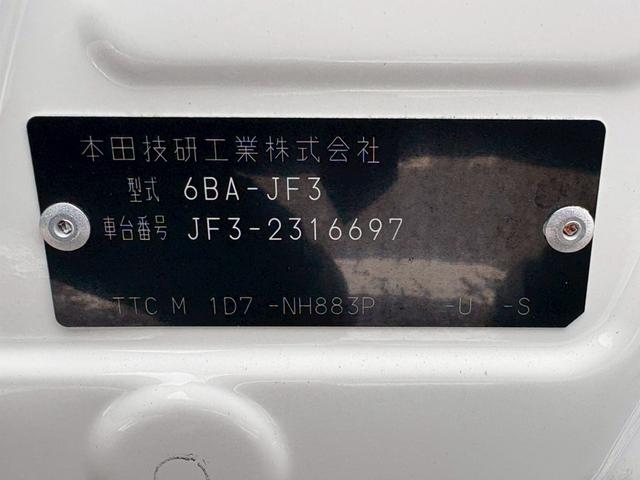 本田技研工業株式会社
型式 6BA-JF3
車台番号 JF3-2316697
TTC M 1D7 -NH883P -U -S